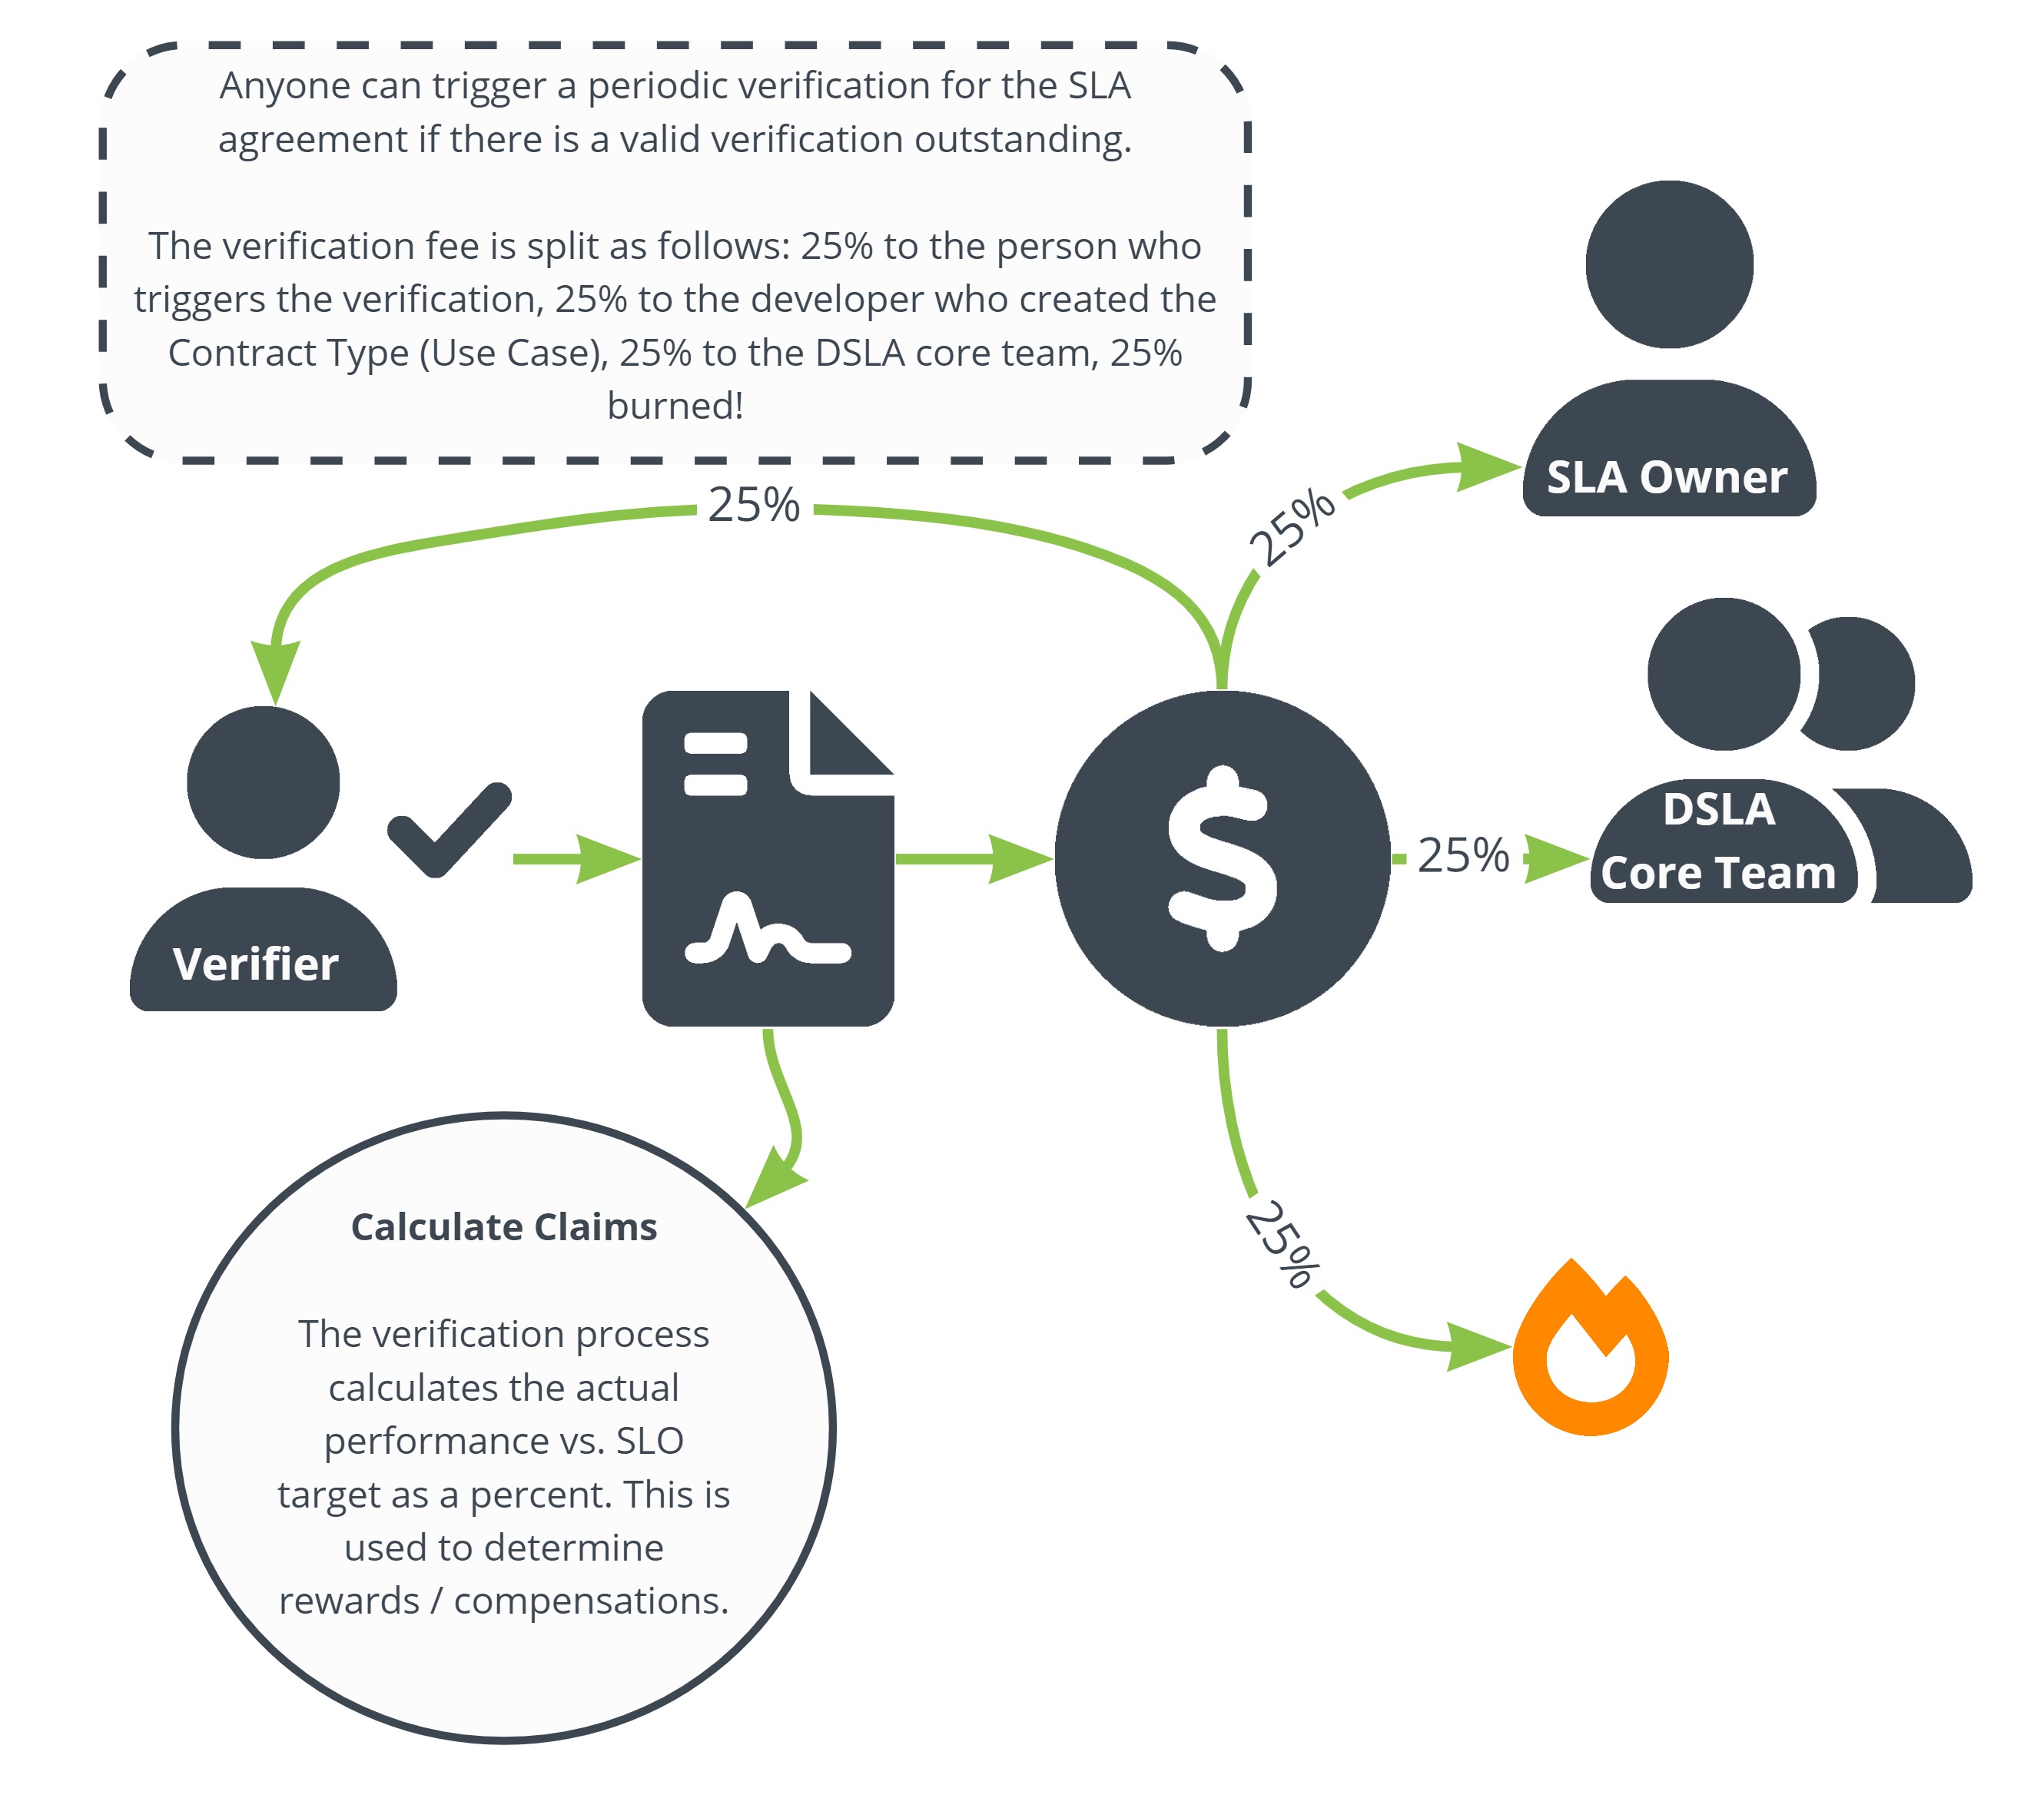 Anyone can trigger a periodic verification for the SLA
agreement if there is a valid verification outstanding.
The verification fee is split as follows: 25% to the person who
triggers the verification, 25% to the developer who created the
Contract Type (Use Case), 25% to the DSLA core team, 25%
burned!
25%
25%
SLA Owner
25%
DSLA
Core Team
Verifier
25%
Calculate Claims
The verification process
calculates the actual
performance vs. SLO
target as a percent. This is
used to determine
rewards / compensations.